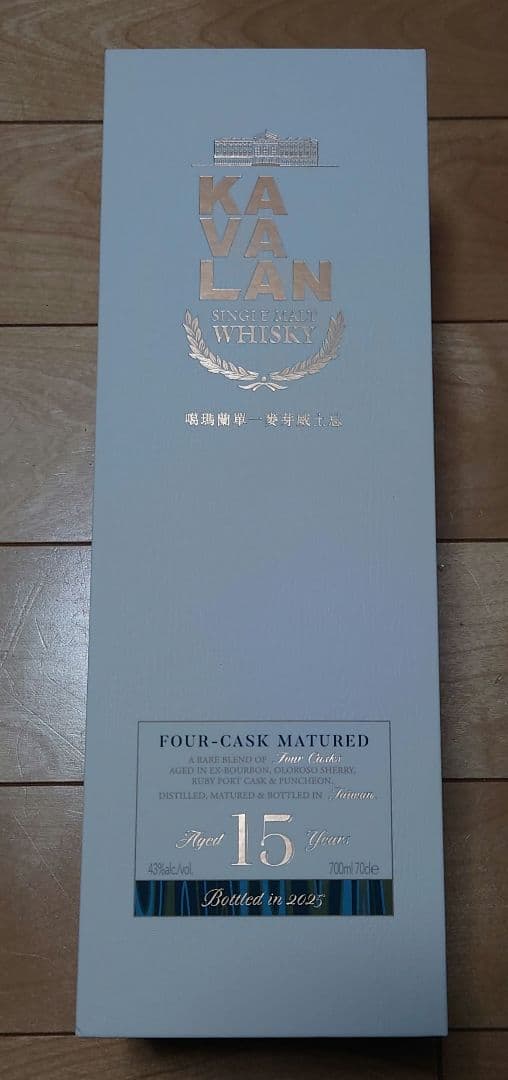 KA
VA
LAN
SINGLE MALT
WHISKY
噶瑪蘭單一麥芽威士忌
FOUR-CASK MATURED
A RARE BLEND OF Four Casks
AGED IN EX-BOURBON, OLOROSO SHERRY,
RUBY PORT CASK & PUNCHEON.
DISTILLED, MATURED & BOTTLED IN Taiwan
Aged 15 Years
43%alc./vol. 700ml 70cl℮
Bottled in 2025